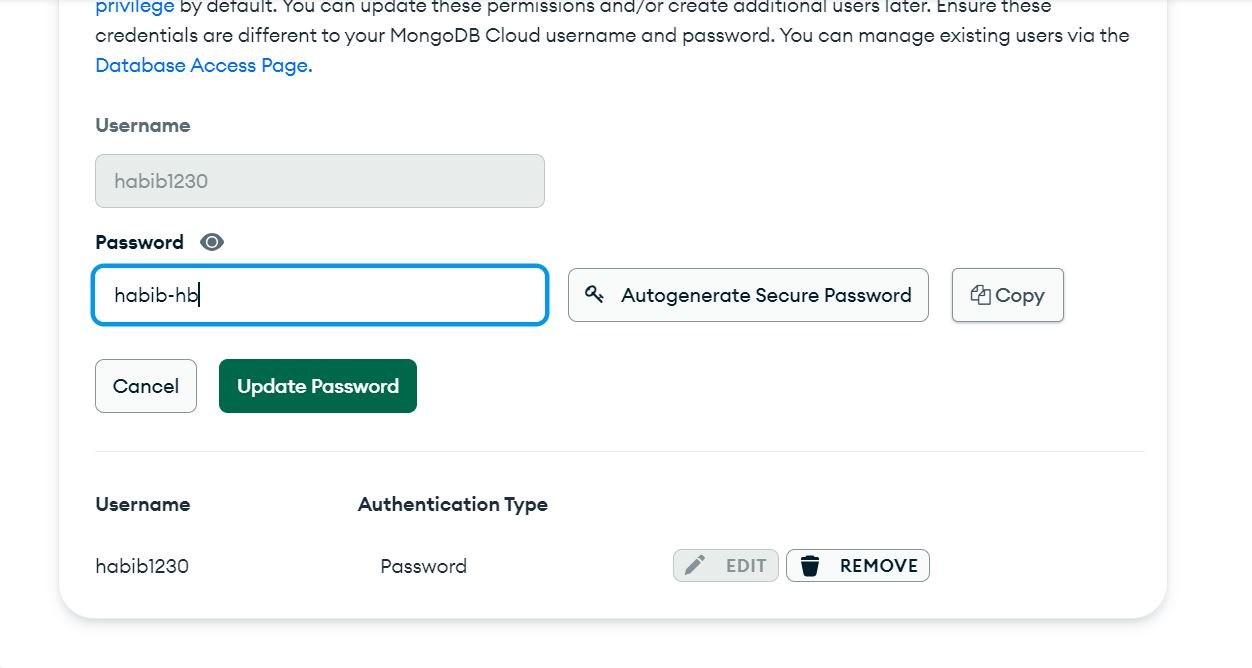 privilege by default. You can update these permissions and/or create additional users later. Ensure these
credentials are different to your MongoDB Cloud username and password. You can manage existing users via the
Database Access Page.
Username
habib1230
Password
habib-hb
Autogenerate Secure Password
Copy
Cancel
Update Password
Username Authentication Type
habib1230 Password EDIT REMOVE